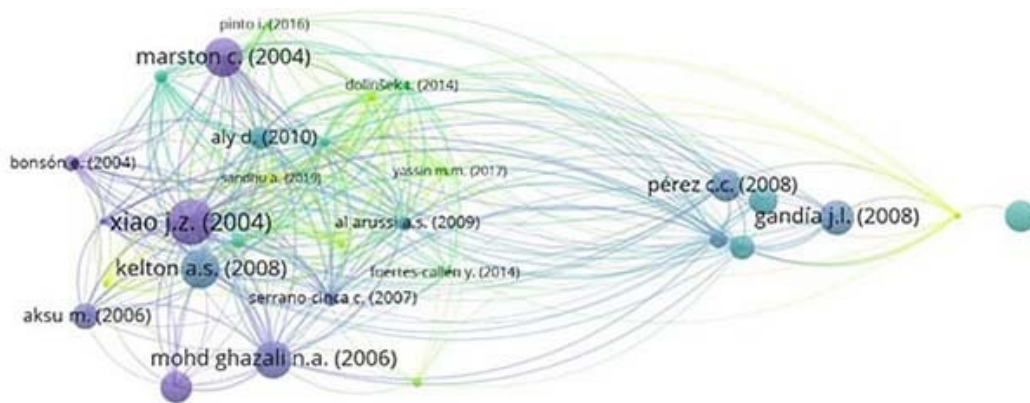 pinto i. (2016)
marston c. (2004)
dolinšek t. (2014)
aly d. (2010)
bonsón e. (2004)
sandhu a. (2019)
yassin m.m. (2017)
pérez c.c. (2008)
xiao j.z. (2004)
al arussi a.s. (2009)
gandía j.l. (2008)
kelton a.s. (2008)
fuertes-callén y. (2014)
serrano-cinca c. (2007)
aksu m. (2006)
mohd ghazali n.a. (2006)